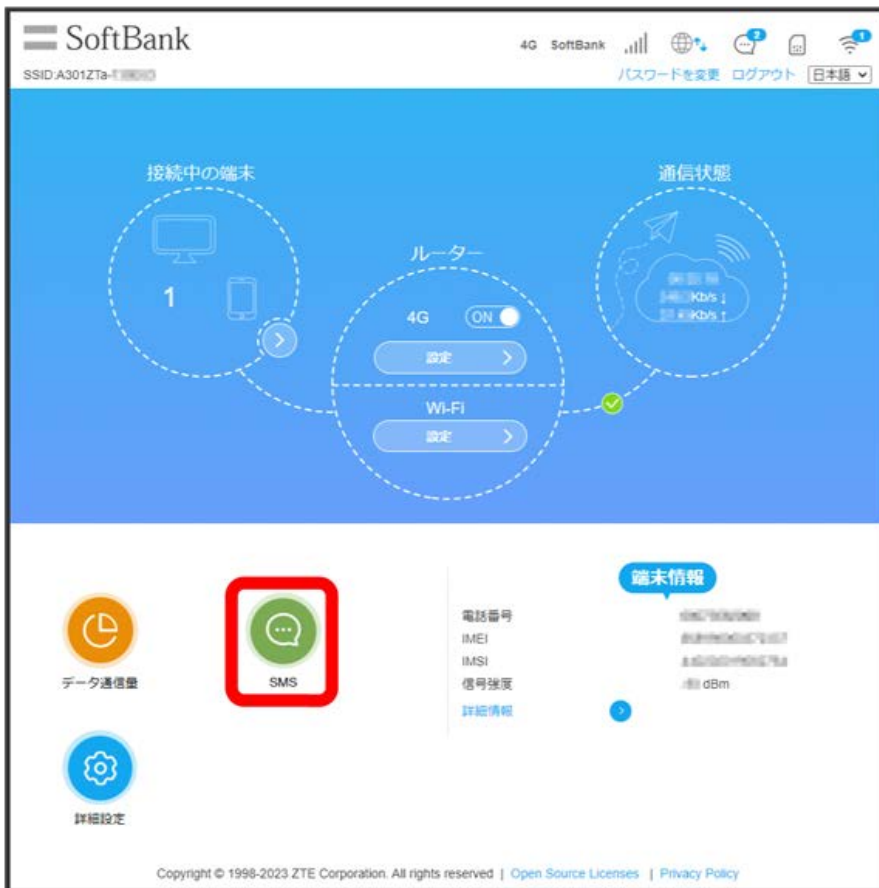 SoftBank
4G SoftBank 2 1
SSID:A301ZTa-
パスワードを変更 ログアウト 日本語
接続中の端末
通信状態
ルーター
1
4G ON
Kb/s ↓
Kb/s ↑
設定
Wi-Fi
設定
端末情報
電話番号
IMEI
IMSI
信号強度 dBm
詳細情報
データ通信量
SMS
詳細設定
Copyright © 1998-2023 ZTE Corporation. All rights reserved | Open Source Licenses | Privacy Policy